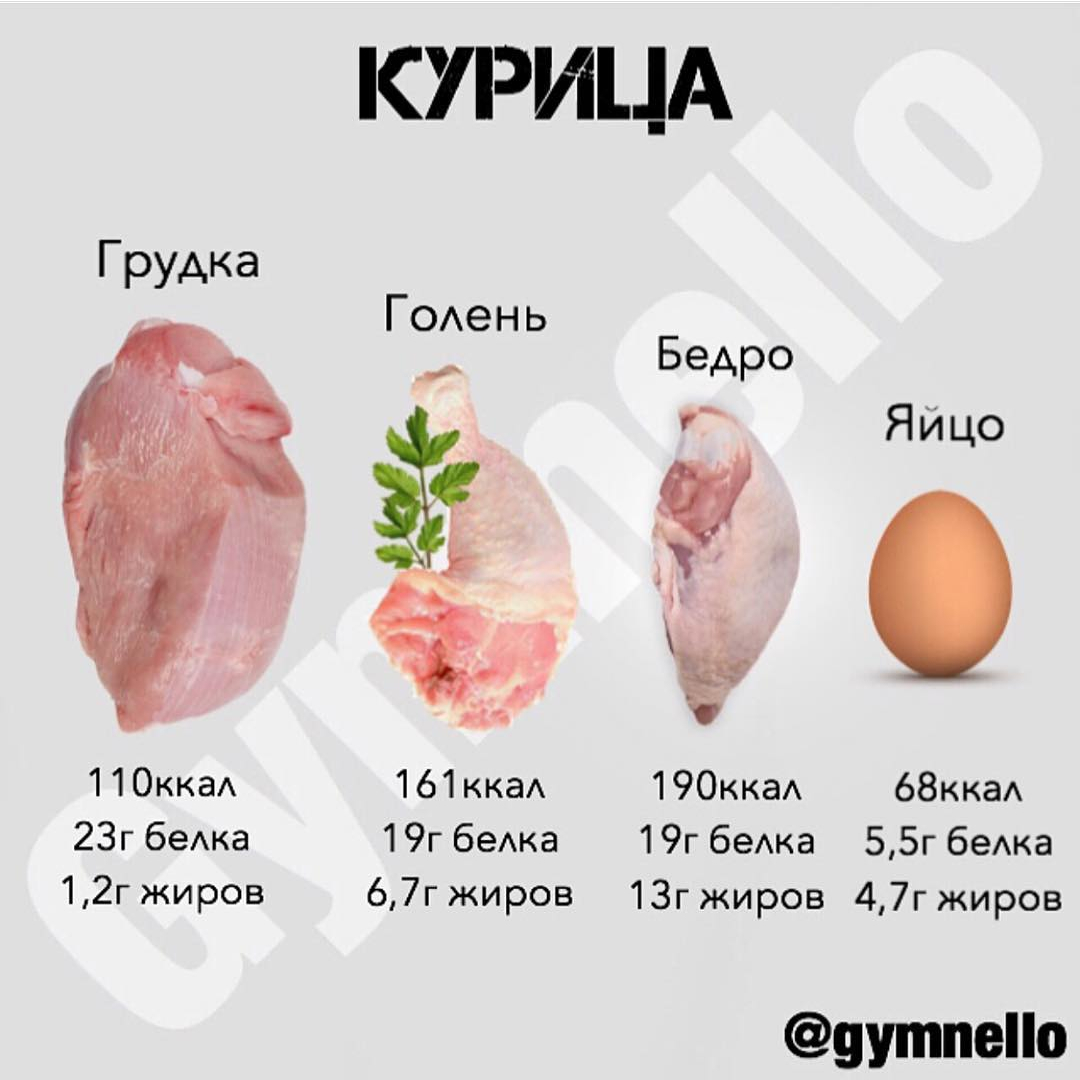 КУРИЦА
Грудка
Голень
Бедро
Яйцо
110ккал
23г белка
1,2г жиров
161ккал
19г белка
6,7г жиров
190ккал
19г белка
13г жиров
68ккал
5,5г белка
4,7г жиров
Gymnello
@gymnello